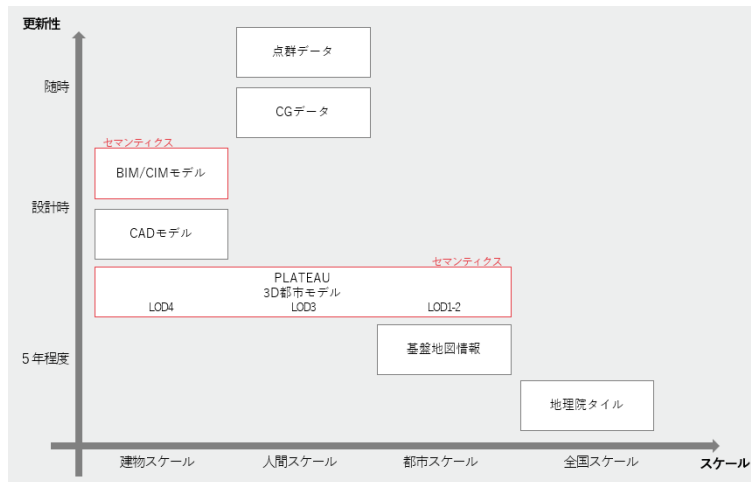 更新性
点群データ
随時
CGデータ
セマンティクス
BIM/CIMモデル
設計時
CADモデル
セマンティクス
PLATEAU
3D都市モデル
LOD4 LOD3 LOD1-2
基盤地図情報
5年程度
地理院タイル
建物スケール 人間スケール 都市スケール 全国スケール スケール